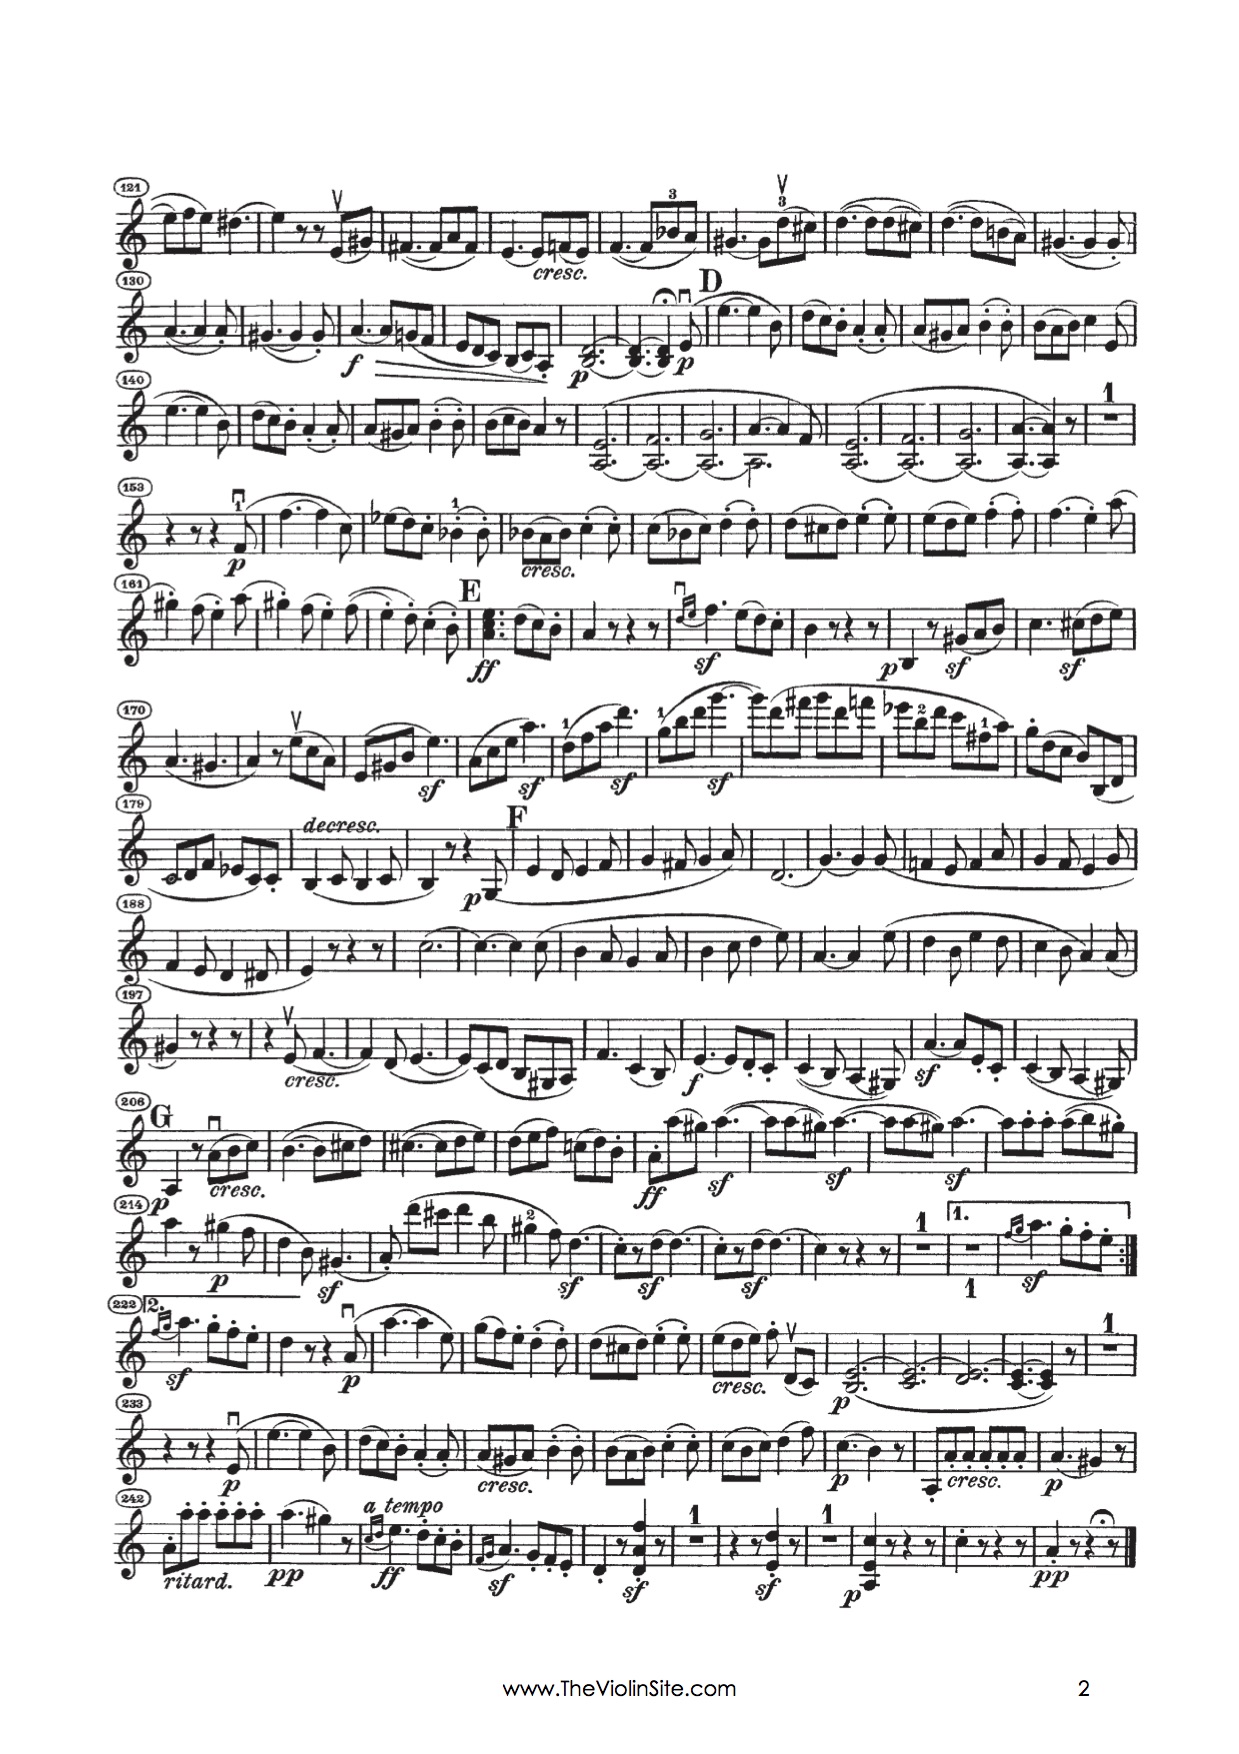 121 3 3
cresc.
130 D
f p p
140 1
153 1 1
p cresc.
161 E
ff sf p sf sf
170 1 1 2 1
sf sf sf sf
179 decresc. F
p
188
197
cresc. f sf
206 G
p cresc. ff sf sf sf
214 2 1 1.
p sf sf sf sf 1 sf
222 2. 1
sf p cresc. p
233
p cresc. p cresc. p
242 a tempo 1 1
ritard. pp ff sf sf sf p pp
www.TheViolinSite.com 2